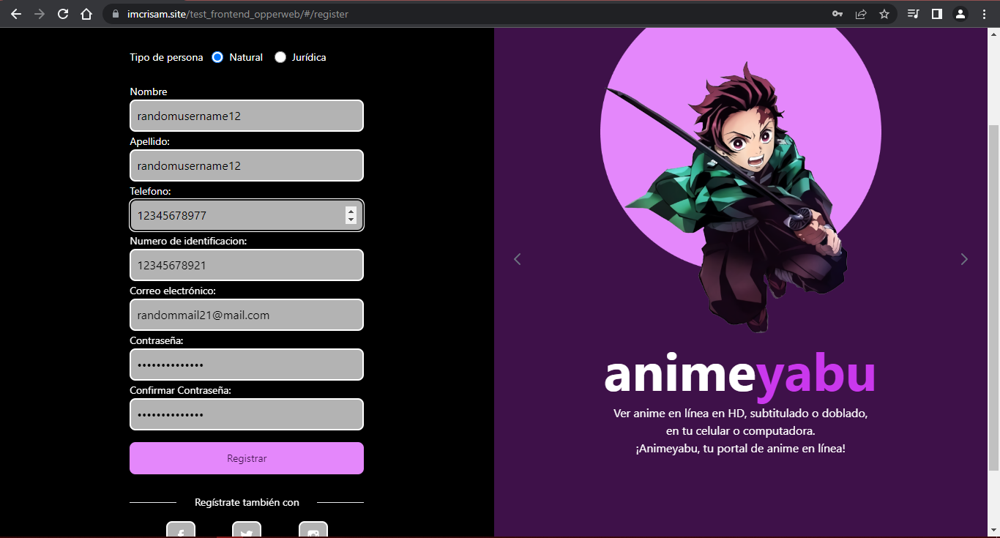 imcrisam.site/test_frontend_opperweb/#/register
Tipo de persona Natural Jurídica
Nombre
randomusername12
Apellido:
randomusername12
Telefono:
12345678977
Numero de identificacion:
12345678921
Correo electrónico:
randommail21@mail.com
Contraseña:
••••••••••••••
Confirmar Contraseña:
••••••••••••••
Registrar
Regístrate también con
animeyabu
Ver anime en línea en HD, subtitulado o doblado,
en tu celular o computadora.
¡Animeyabu, tu portal de anime en línea!